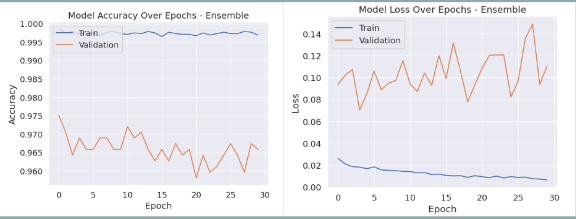 Model Accuracy Over Epochs - Ensemble
1.000
0.995
0.990
0.985
0.980
0.975
0.970
0.965
0.960
Accuracy
Train
Validation
0 5 10 15 20 25 30
Epoch
Model Loss Over Epochs - Ensemble
0.14
0.12
0.10
0.08
0.06
0.04
0.02
0.00
Loss
Train
Validation
0 5 10 15 20 25 30
Epoch